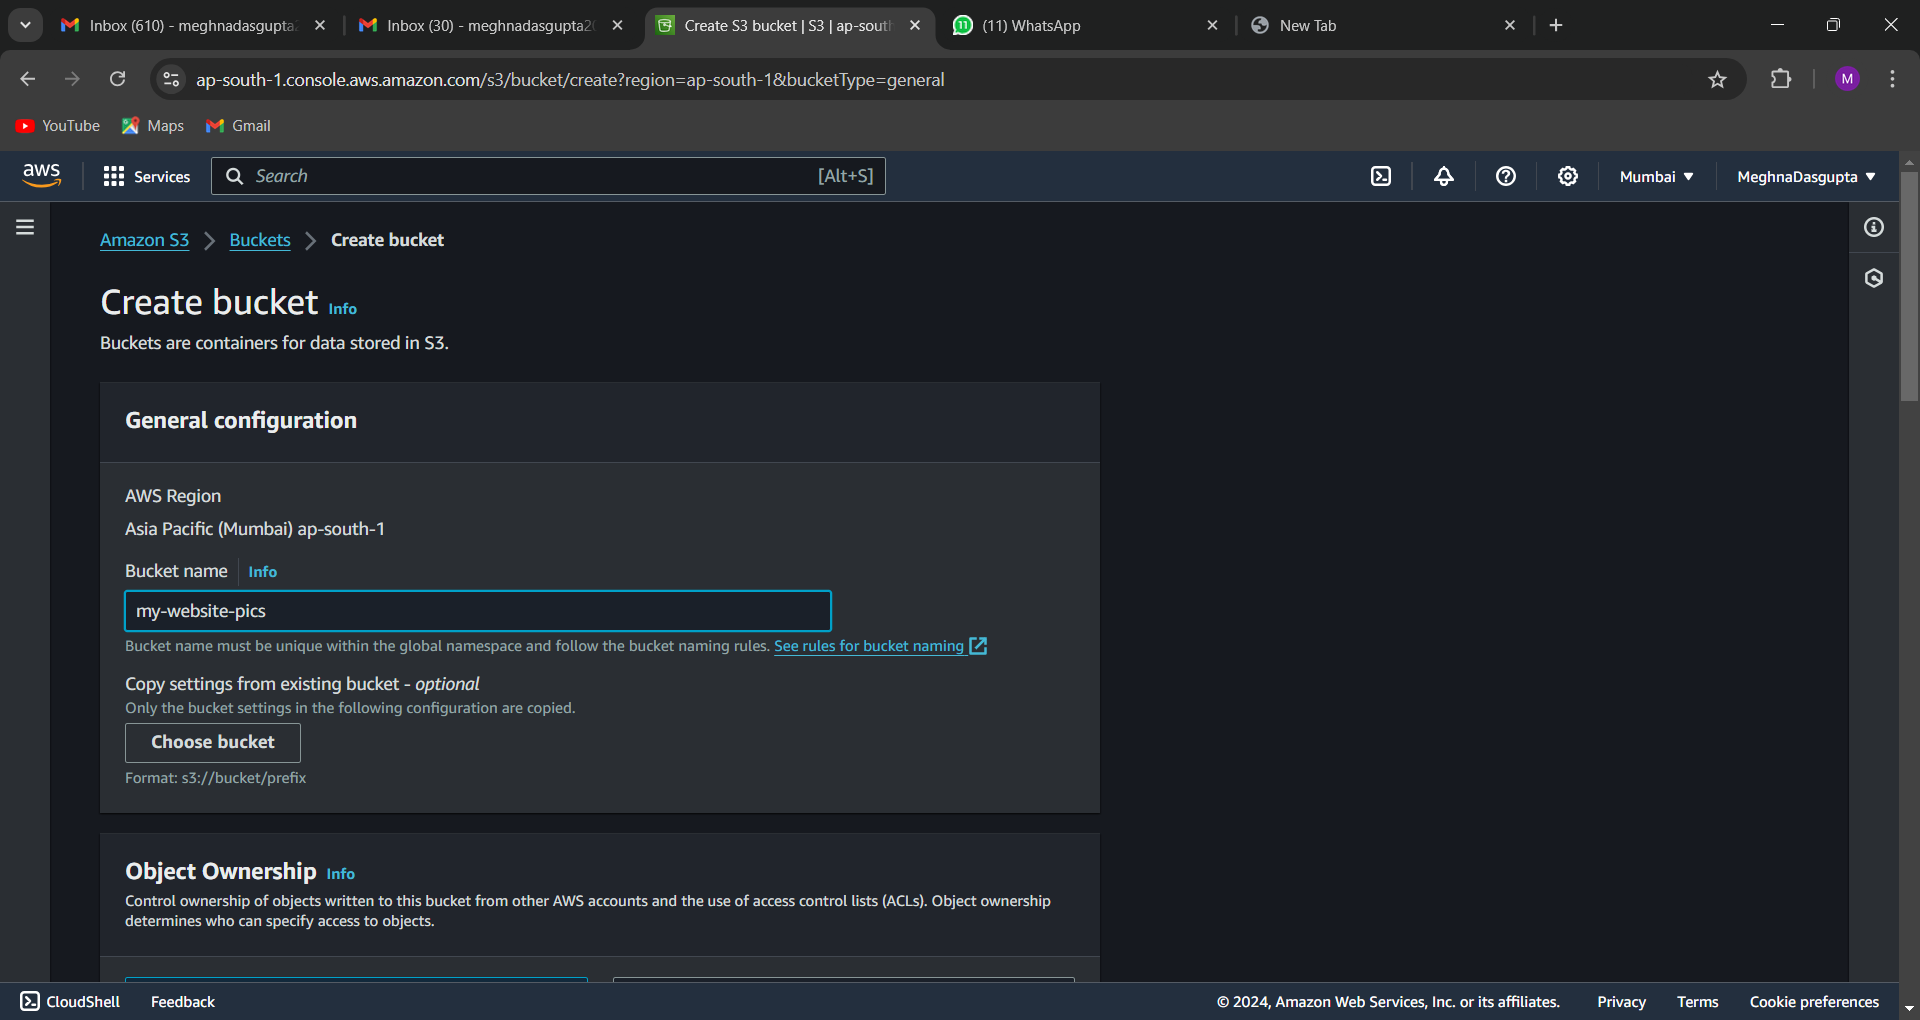 Inbox (610) - meghnadasgupta
Inbox (30) - meghnadasgupta2
Create S3 bucket | S3 | ap-sout
11
(11) WhatsApp
New Tab
ap-south-1.console.aws.amazon.com/s3/bucket/create?region=ap-south-1&bucketType=general
M
YouTube
Maps
Gmail
aws
Services
Search
[Alt+S]
Mumbai
MeghnaDasgupta
Amazon S3
Buckets
Create bucket
Create bucket Info
Buckets are containers for data stored in S3.
General configuration
AWS Region
Asia Pacific (Mumbai) ap-south-1
Bucket name Info
my-website-pics
Bucket name must be unique within the global namespace and follow the bucket naming rules. See rules for bucket naming
Copy settings from existing bucket - optional
Only the bucket settings in the following configuration are copied.
Choose bucket
Format: s3://bucket/prefix
Object Ownership Info
Control ownership of objects written to this bucket from other AWS accounts and the use of access control lists (ACLs). Object ownership
determines who can specify access to objects.
CloudShell
Feedback
© 2024, Amazon Web Services, Inc. or its affiliates.
Privacy
Terms
Cookie preferences